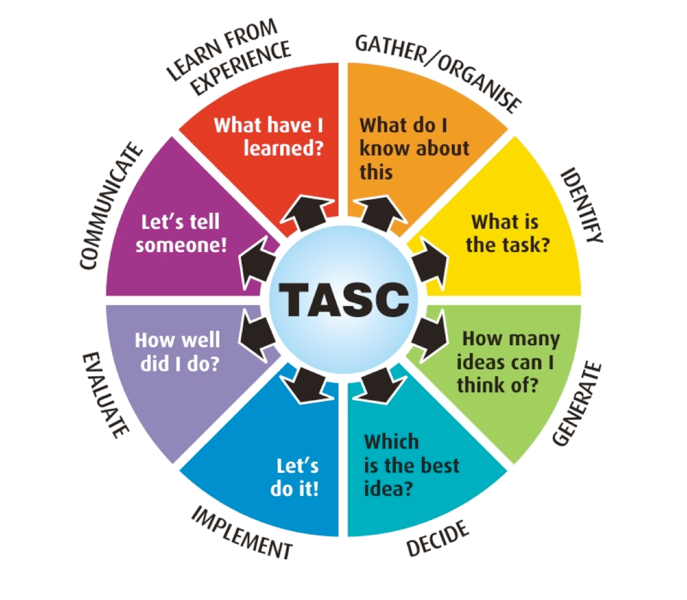 LEARN FROM
EXPERIENCE
GATHER/ORGANISE
What have I
learned?
What do I
know about
this
COMMUNICATE
IDENTIFY
Let's tell
someone!
What is
the task?
TASC
How well
did I do?
How many
ideas can I
think of?
EVALUATE
GENERATE
Let's
do it!
Which
is the best
idea?
IMPLEMENT
DECIDE